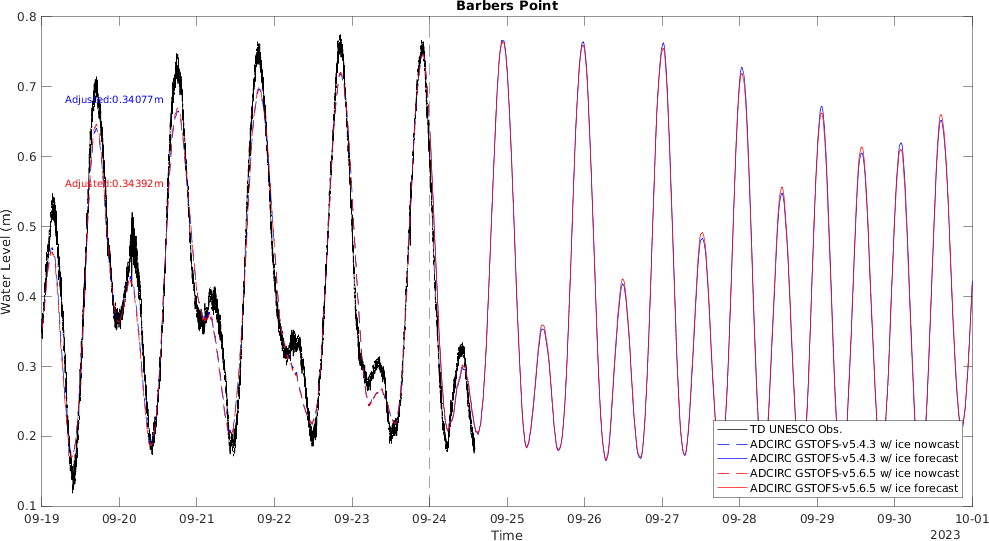 Barbers Point
0.8
0.7
0.6
0.5
0.4
0.3
0.2
0.1
Water Level (m)
Adjusted:0.34077m
Adjusted:0.34392m
TD UNESCO Obs.
ADCIRC GSTOFS-v5.4.3 w/ ice nowcast
ADCIRC GSTOFS-v5.4.3 w/ ice forecast
ADCIRC GSTOFS-v5.6.5 w/ ice nowcast
ADCIRC GSTOFS-v5.6.5 w/ ice forecast
09-19 09-20 09-21 09-22 09-23 09-24 09-25 09-26 09-27 09-28 09-29 09-30 10-01
Time
2023